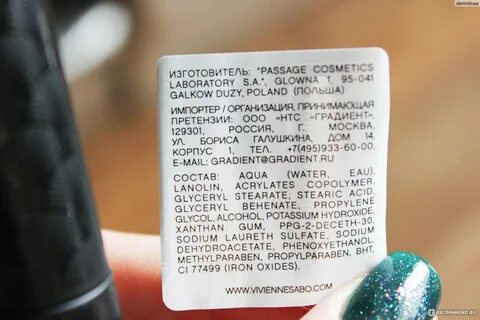 demidnas
ИЗГОТОВИТЕЛЬ: "PASSAGE COSMETICS
LABORATORY S.A.", GLOWNA 1, 95-041
GALKOW DUZY, POLAND (ПОЛЬША)
ИМПОРТЕР / ОРГАНИЗАЦИЯ, ПРИНИМАЮЩАЯ
ПРЕТЕНЗИИ: ООО «НТС «ГРАДИЕНТ»,
129301, РОССИЯ, Г. МОСКВА,
УЛ. БОРИСА ГАЛУШКИНА, ДОМ 14,
КОРПУС 1, ТЕЛ. +7(495)933-60-00.
E-MAIL: GRADIENT@GRADIENT.RU
СОСТАВ: AQUA (WATER, EAU),
LANOLIN, ACRYLATES COPOLYMER,
GLYCERYL STEARATE, STEARIC ACID,
GLYCERYL BEHENATE, PROPYLENE
GLYCOL, ALCOHOL, POTASSIUM HYDROXIDE,
XANTHAN GUM, PPG-2-DECETH-30,
SODIUM LAURETH SULFATE, SODIUM
DEHYDROACETATE, PHENOXYETHANOL,
METHYLPARABEN, PROPYLPARABEN, BHT,
CI 77499 (IRON OXIDES).
WWW.VIVIENNESABO.COM
IRECOMMEND.RU